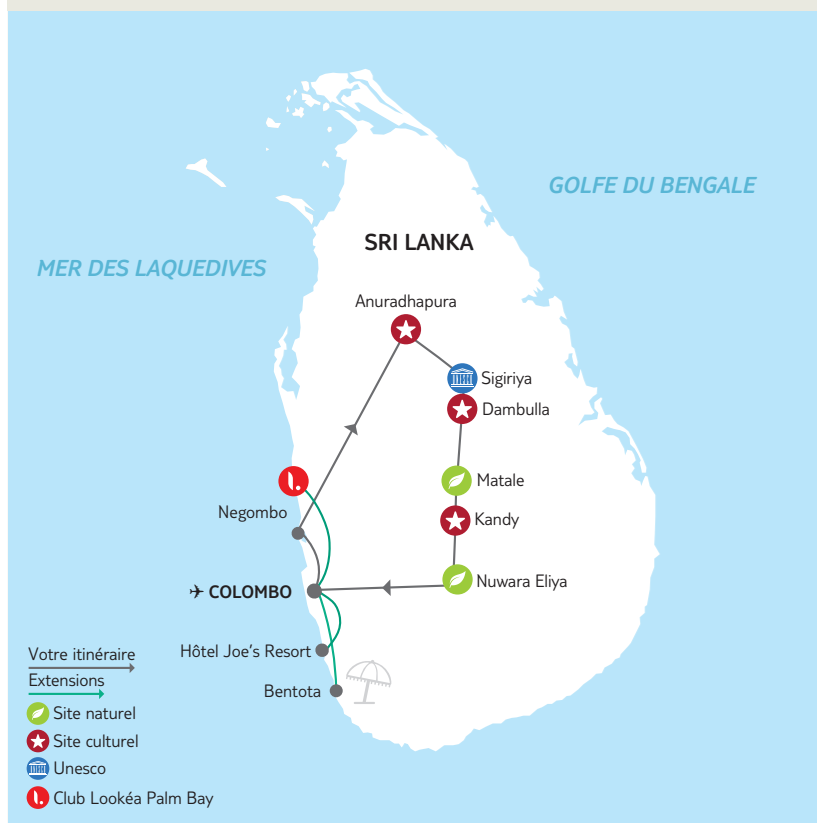 GOLFE DU BENGALE
SRI LANKA
MER DES LAQUEDIVES
Anuradhapura
Sigiriya
Dambulla
Matale
Negombo
Kandy
Nuwara Eliya
COLOMBO
Hôtel Joe's Resort
Votre itinéraire
Extensions
Bentota
Site naturel
Site culturel
Unesco
Club Lookéa Palm Bay